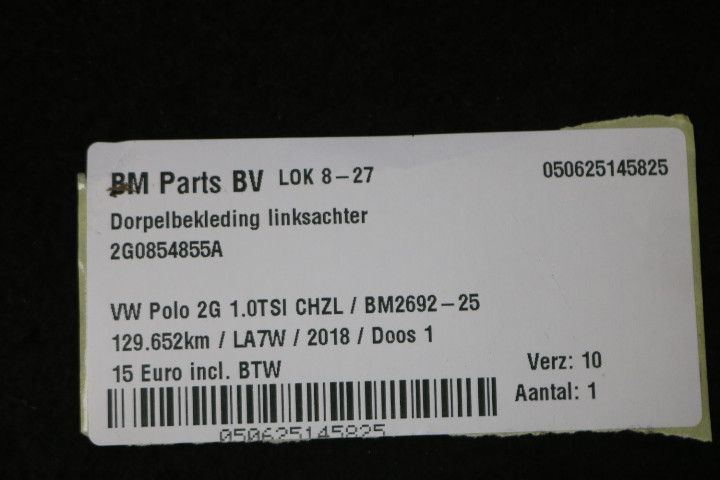 BM Parts BV LOK 8-27 050625145825
Dorpelbekleding linksachter
2G0854855A
VW Polo 2G 1.0TSI CHZL / BM2692-25
129.652km / LA7W / 2018 / Doos 1
15 Euro incl. BTW Verz: 10
Aantal: 1
050625145825